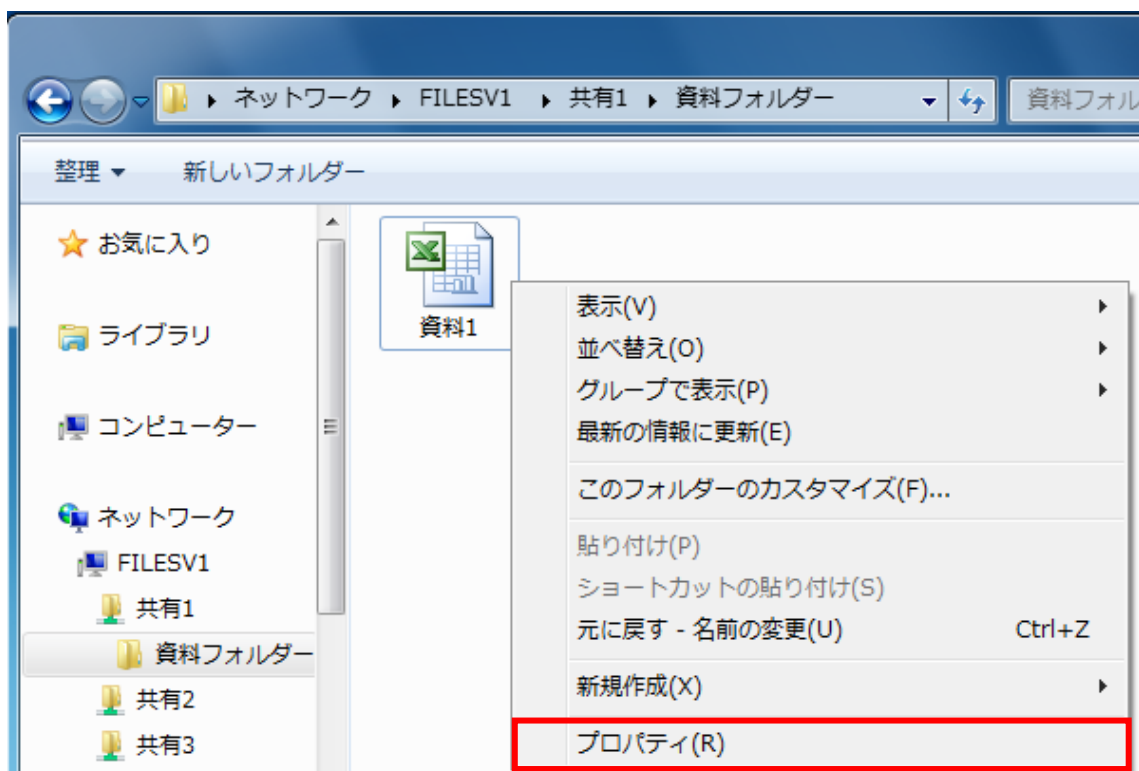 ネットワーク ▸ FILESV1 ▸ 共有1 ▸ 資料フォルダー
資料フォル
整理 ▼ 新しいフォルダー
お気に入り
ライブラリ
コンピューター
ネットワーク
FILESV1
共有1
資料フォルダー
共有2
共有3
資料1
表示(V)
並べ替え(O)
グループで表示(P)
最新の情報に更新(E)
このフォルダーのカスタマイズ(F)...
貼り付け(P)
ショートカットの貼り付け(S)
元に戻す - 名前の変更(U) Ctrl+Z
新規作成(X)
プロパティ(R)